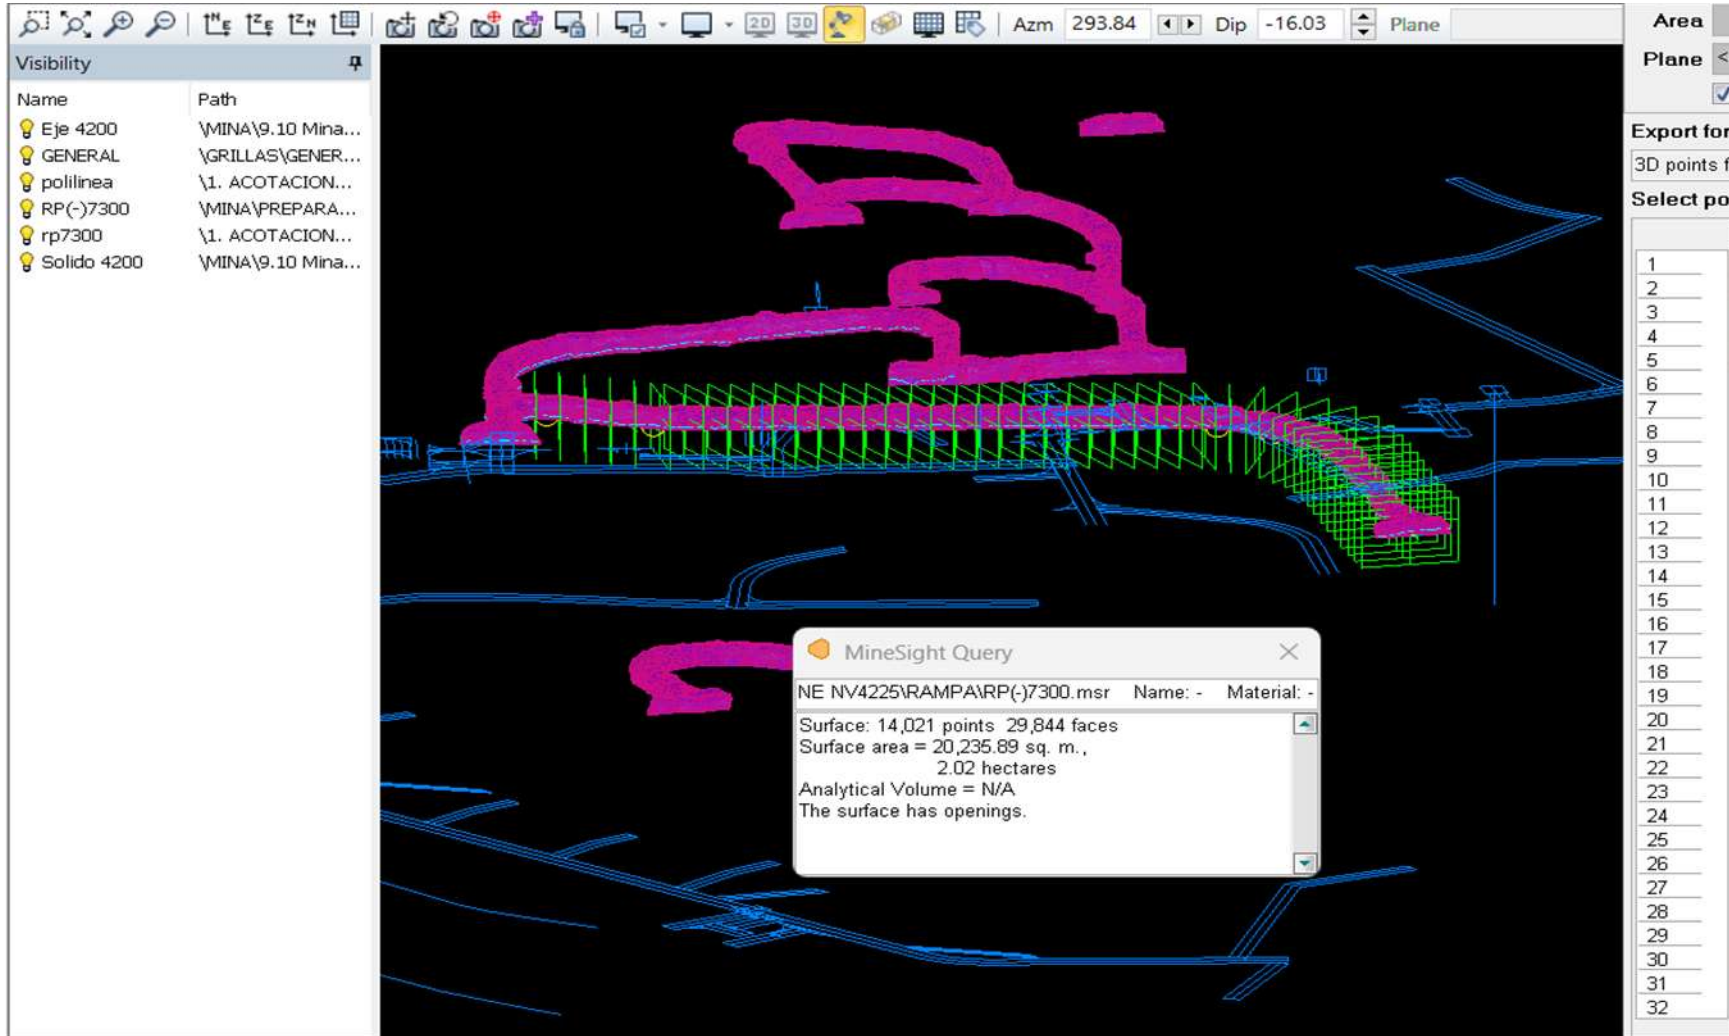 Azm 293.84 Dip -16.03 Plane
Area
Plane <
Visibility
Name Path
Eje 4200 \MINA\9.10 Mina...
GENERAL \GRILLAS\GENER...
polilinea \1. ACOTACION...
RP(-)7300 \MINA\PREPARA...
rp7300 \1. ACOTACION...
Solido 4200 \MINA\9.10 Mina...
2D 3D
Export for
3D points f
Select po
1
2
3
4
5
6
7
8
9
10
11
12
13
14
15
16
17
18
19
20
21
22
23
24
25
26
27
28
29
30
31
32
MineSight Query
NE NV4225\RAMPA\RP(-)7300.msr Name: - Material: -
Surface: 14,021 points 29,844 faces
Surface area = 20,235.89 sq. m.,
2.02 hectares
Analytical Volume = N/A
The surface has openings.